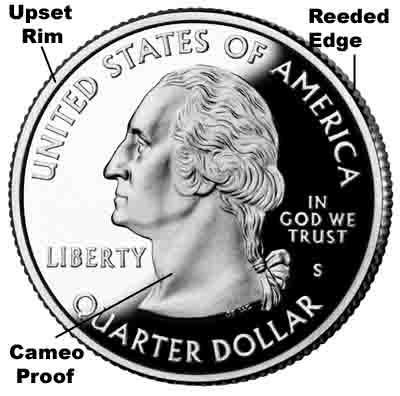 Upset
Rim
Reeded
Edge
UNITED STATES OF AMERICA
IN
GOD WE
TRUST
LIBERTY
S
QUARTER DOLLAR
Cameo
Proof